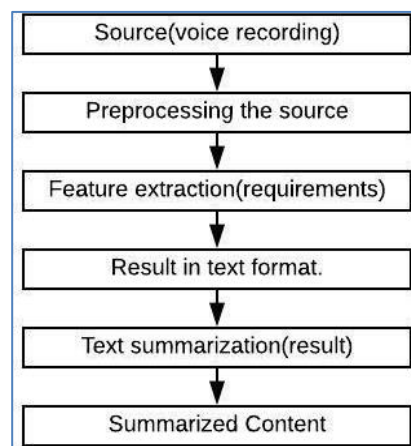 Source(voice recording)
Preprocessing the source
Feature extraction(requirements)
Result in text format.
Text summarization(result)
Summarized Content